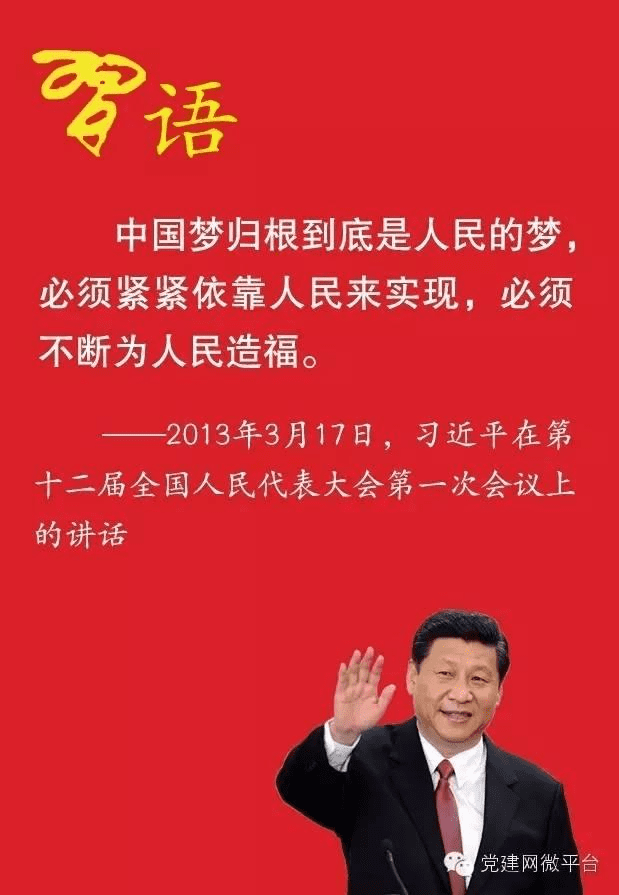 習语
中国梦归根到底是人民的梦，
必须紧紧依靠人民来实现，必须
不断为人民造福。
——2013年3月17日，习近平在第
十二届全国人民代表大会第一次会议上
的讲话
党建网微平台